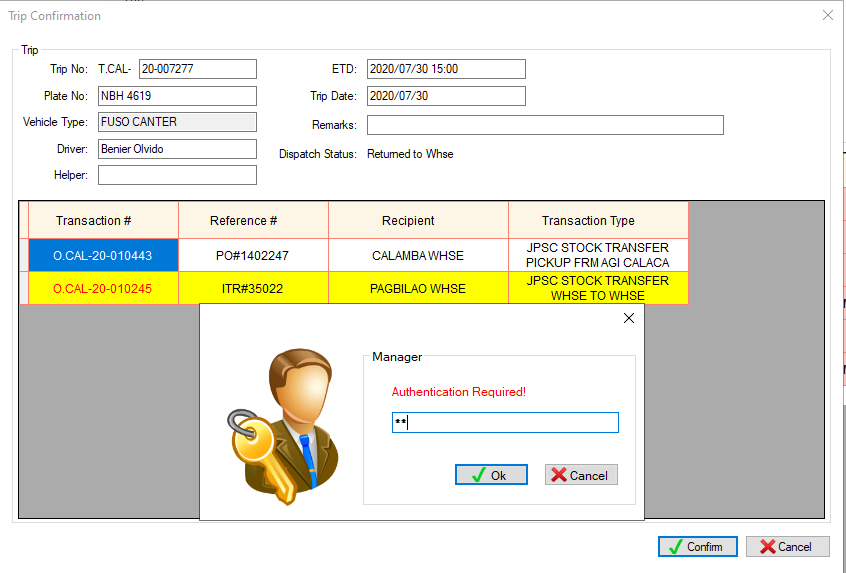 Trip Confirmation
Trip
Trip No: T.CAL- 20-007277 ETD: 2020/07/30 15:00
Plate No: NBH 4619 Trip Date: 2020/07/30
Vehicle Type: FUSO CANTER Remarks:
Driver: Benier Olvido Dispatch Status: Returned to Whse
Helper:
Transaction # Reference # Recipient Transaction Type
O.CAL-20-010443 PO#1402247 CALAMBA WHSE JPSC STOCK TRANSFER
PICKUP FRM AGI CALACA
O.CAL-20-010245 ITR#35022 PAGBILAO WHSE JPSC STOCK TRANSFER
WHSE TO WHSE
Manager
Authentication Required!
**
Ok Cancel
Confirm Cancel